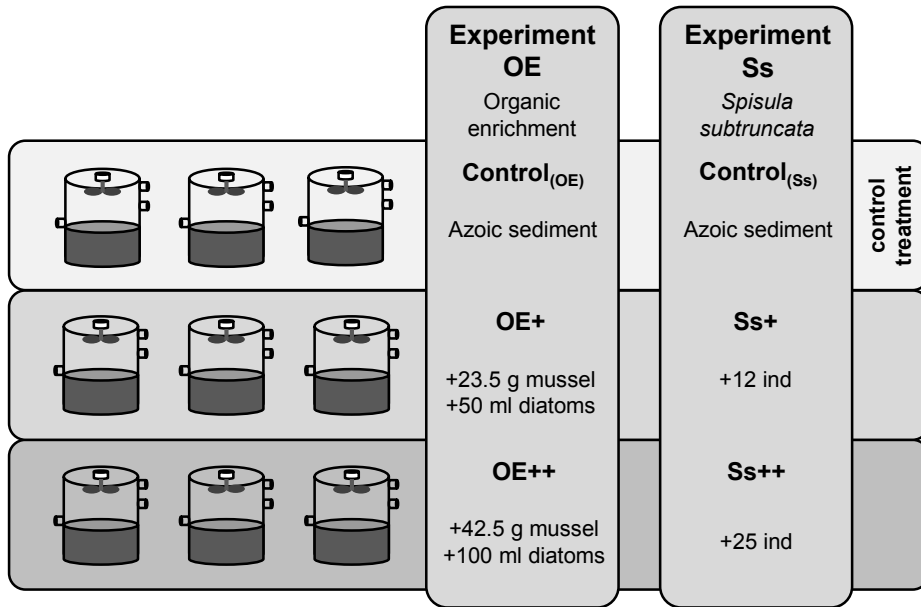 Experiment
OE
Organic
enrichment
Control(OE)
Azoic sediment
OE+
+23.5 g mussel
+50 ml diatoms
OE++
+42.5 g mussel
+100 ml diatoms
Experiment
Ss
Spisula
subtruncata
Control(Ss)
Azoic sediment
Ss+
+12 ind
Ss++
+25 ind
control
treatment